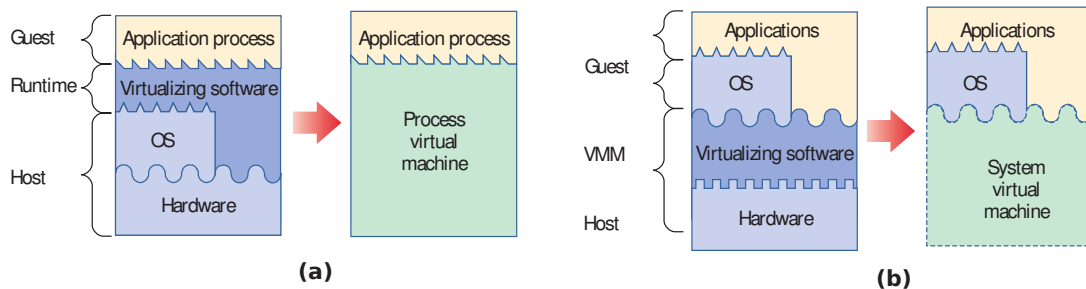 Guest
Runtime
Host
Application process
Virtualizing software
OS
Hardware
Application process
Process
virtual
machine
(a)
Guest
VMM
Host
Applications
OS
Virtualizing software
Hardware
Applications
OS
System
virtual
machine
(b)